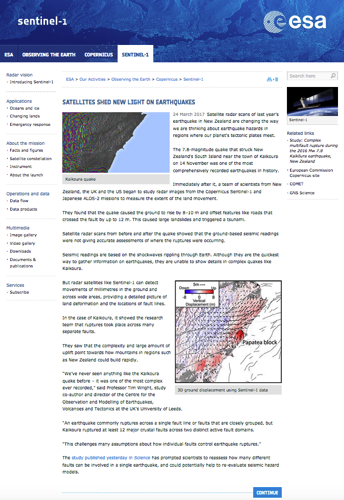 sentinel-1
esa
ESA
OBSERVING THE EARTH
COPERNICUS
SENTINEL-1
Radar vision
Introducing Sentinel-1
Applications
Oceans and ice
Changing lands
Emergency response
About the mission
Facts and figures
Satellite constellation
Instrument
About the launch
Operations and data
Data flow
Data products
Multimedia
Image gallery
Video gallery
Downloads
Documents &
publications
Services
Subscribe
ESA > Our Activities > Observing the Earth > Copernicus > Sentinel-1
SATELLITES SHED NEW LIGHT ON EARTHQUAKES
Kaikoura quake
24 March 2017 Satellite radar scans of last year's
earthquake in New Zealand are changing the way
we are thinking about earthquake hazards in
regions where our planet's tectonic plates meet.
The 7.8-magnitude quake that struck New
Zealand's South Island near the town of Kaikoura
on 14 November was one of the most
comprehensively recorded earthquakes in history.
Immediately after it, a team of scientists from New
Zealand, the UK and the US began to study radar images from the Copernicus Sentinel-1 and
Japanese ALOS-2 missions to measure the extent of the land movement.
They found that the quake caused the ground to rise by 8–10 m and offset features like roads that
crossed the fault by up to 12 m. This caused large landslides and triggered a tsunami.
Satellite radar scans from before and after the quake showed that the ground-based seismic readings
were not giving accurate assessments of where the ruptures were occurring.
Seismic readings are based on the shockwaves rippling through Earth. Although they are the quickest
way to gather information on earthquakes, they are unable to show details in complex quakes like
Kaikoura.
But radar satellites like Sentinel-1 can detect
movements of millimetres in the ground and
across wide areas, providing a detailed picture of
land deformation and the locations of fault lines.
In the case of Kaikoura, it showed the research
team that ruptures took place across many
separate faults.
They saw that the complexity and large amount of
uplift point towards how mountains in regions such
as New Zealand could build rapidly.
"We've never seen anything like the Kaikoura
quake before – it was one of the most complex
ever recorded," said Professor Tim Wright, study
co-author and director of the Centre for the
Observation and Modelling of Earthquakes,
Volcanoes and Tectonics at the UK's University of Leeds.
Down
Up
-8
0
8
Vertical
Displacement (m)
Papatea block
3D ground displacement using Sentinel-1 data
"An earthquake commonly ruptures across a single fault line or faults that are closely grouped, but
Kaikoura ruptured at least 12 major crustal faults across two distinct active fault domains.
"This challenges many assumptions about how individual faults control earthquake ruptures."
The study published yesterday in Science has prompted scientists to reassess how many different
faults can be involved in a single earthquake, and could potentially help to re-evaluate seismic hazard
models.
CONTINUE
Search here
Sentinel-1
Related links
Complex
multifault rupture
during the
2016 Mw 7.8
Kaikōura earthquake,
New Zealand
European Commission
Copernicus site
COMET
GNS Science